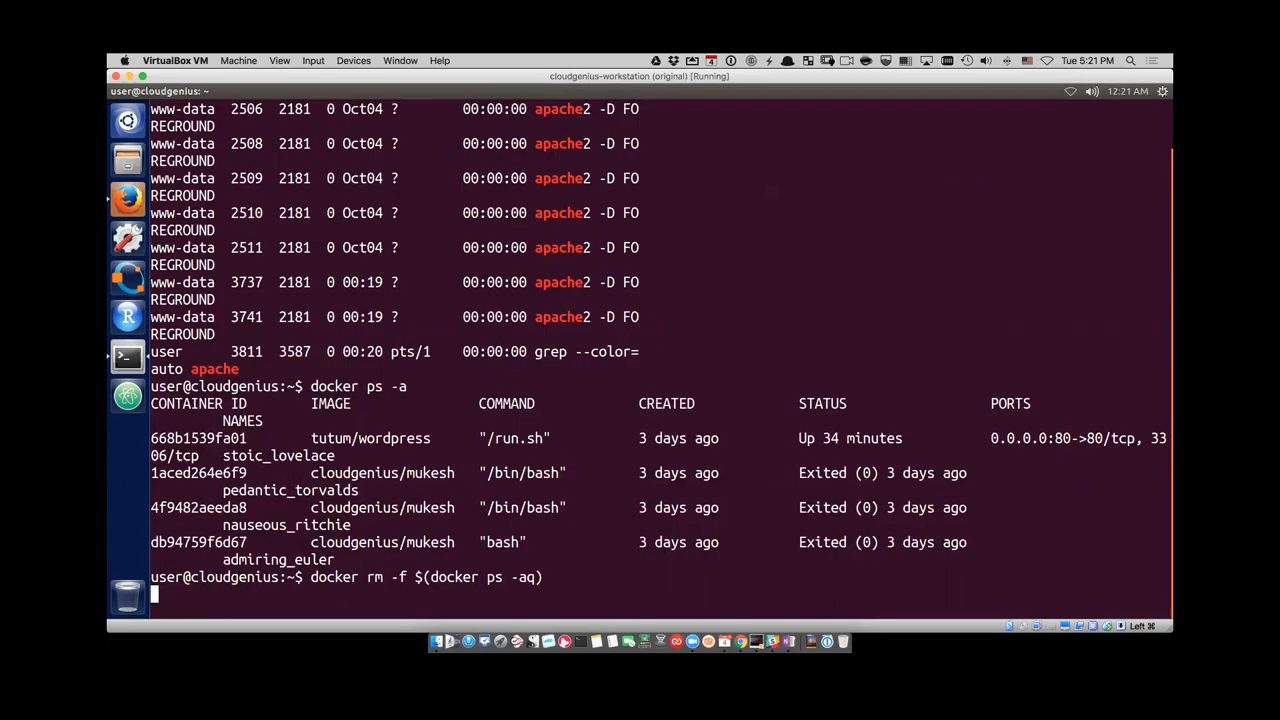 VirtualBox VM Machine View Input Devices Window Help Tue 5:21 PM
cloudgenius-workstation (original) [Running]
user@cloudgenius: ~ 12:21 AM
www-data 2506 2181 0 Oct04 ? 00:00:00 apache2 -D FO
REGROUND
www-data 2508 2181 0 Oct04 ? 00:00:00 apache2 -D FO
REGROUND
www-data 2509 2181 0 Oct04 ? 00:00:00 apache2 -D FO
REGROUND
www-data 2510 2181 0 Oct04 ? 00:00:00 apache2 -D FO
REGROUND
www-data 2511 2181 0 Oct04 ? 00:00:00 apache2 -D FO
REGROUND
www-data 3737 2181 0 00:19 ? 00:00:00 apache2 -D FO
REGROUND
www-data 3741 2181 0 00:19 ? 00:00:00 apache2 -D FO
REGROUND
user 3811 3587 0 00:20 pts/1 00:00:00 grep --color=
auto apache
user@cloudgenius:~$ docker ps -a
CONTAINER ID IMAGE COMMAND CREATED STATUS PORTS
NAMES
668b1539fa01 tutum/wordpress "/run.sh" 3 days ago Up 34 minutes 0.0.0.0:80->80/tcp, 33
06/tcp stoic_lovelace
1aced264e6f9 cloudgenius/mukesh "/bin/bash" 3 days ago Exited (0) 3 days ago
pedantic_torvalds
4f9482aeeda8 cloudgenius/mukesh "/bin/bash" 3 days ago Exited (0) 3 days ago
nauseous_ritchie
db94759f6d67 cloudgenius/mukesh "bash" 3 days ago Exited (0) 3 days ago
admiring_euler
user@cloudgenius:~$ docker rm -f $(docker ps -aq)
Left ⌘